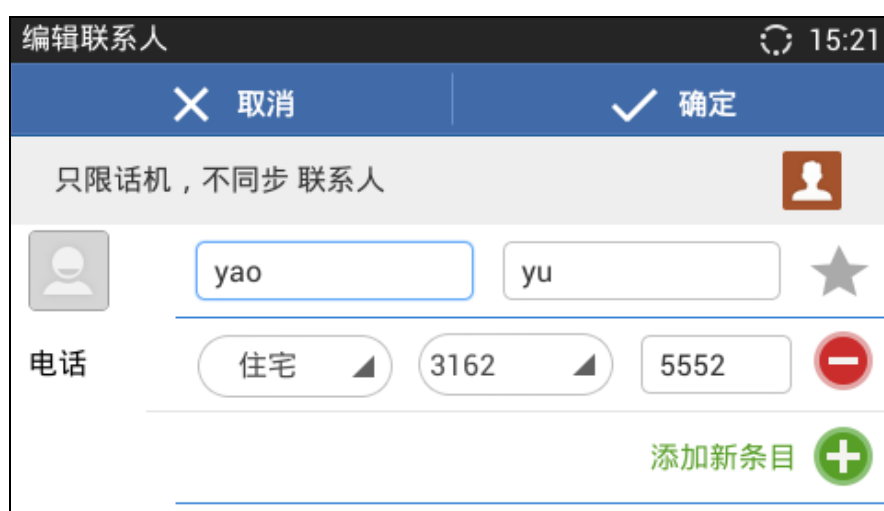 编辑联系人 15:21
取消 确定
只限话机，不同步 联系人
yao yu
电话 住宅 3162 5552
添加新条目